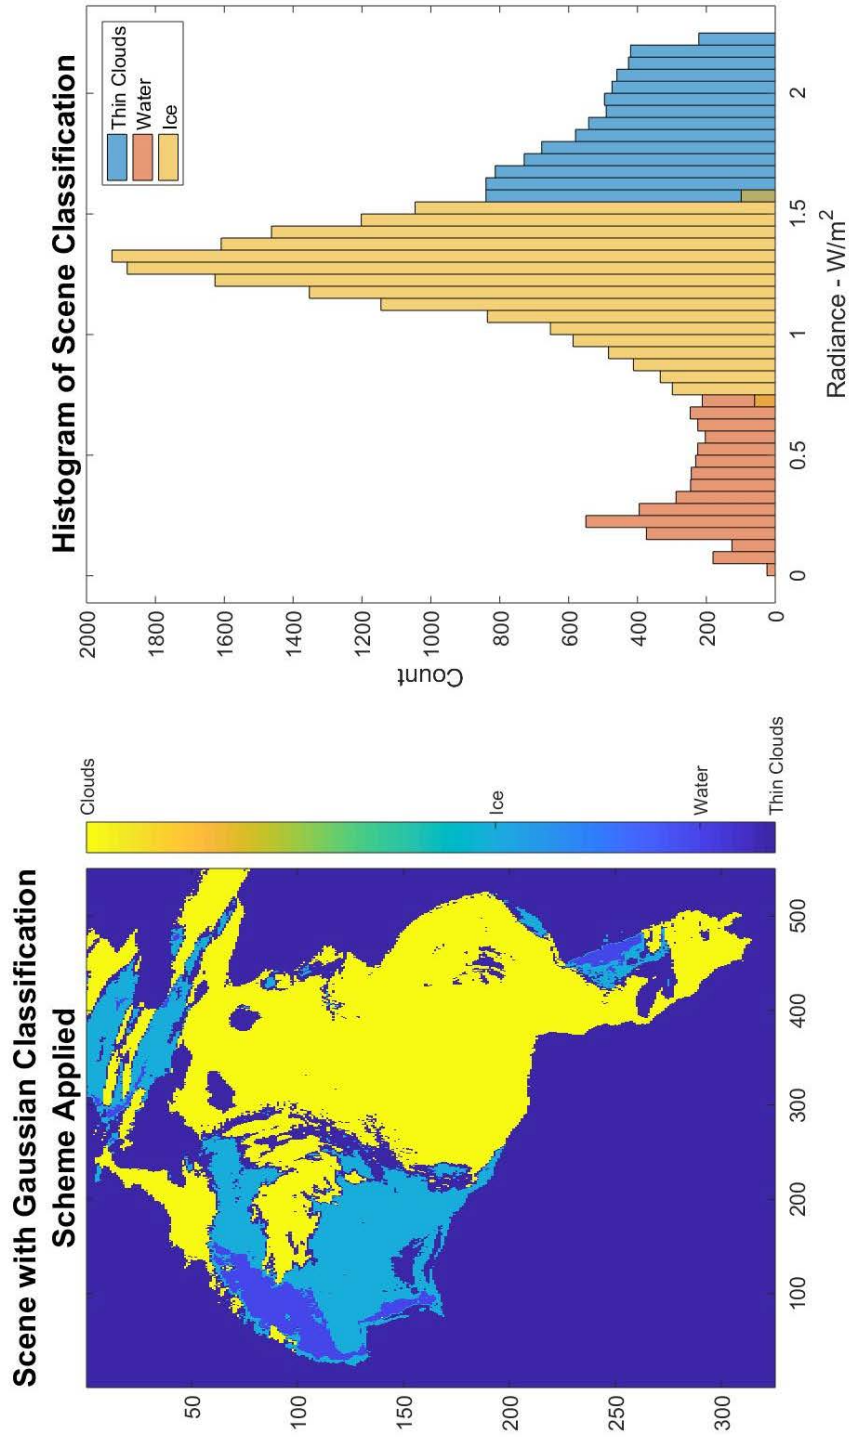 Scene with Gaussian Classification
Scheme Applied
50
100
150
200
250
300
100
200
300
400
500
Clouds
Ice
Water
Thin Clouds
Histogram of Scene Classification
Thin Clouds
Water
Ice
2000
1800
1600
1400
1200
1000
800
600
400
200
0
Count
0
0.5
1
1.5
2
Radiance - W/m²